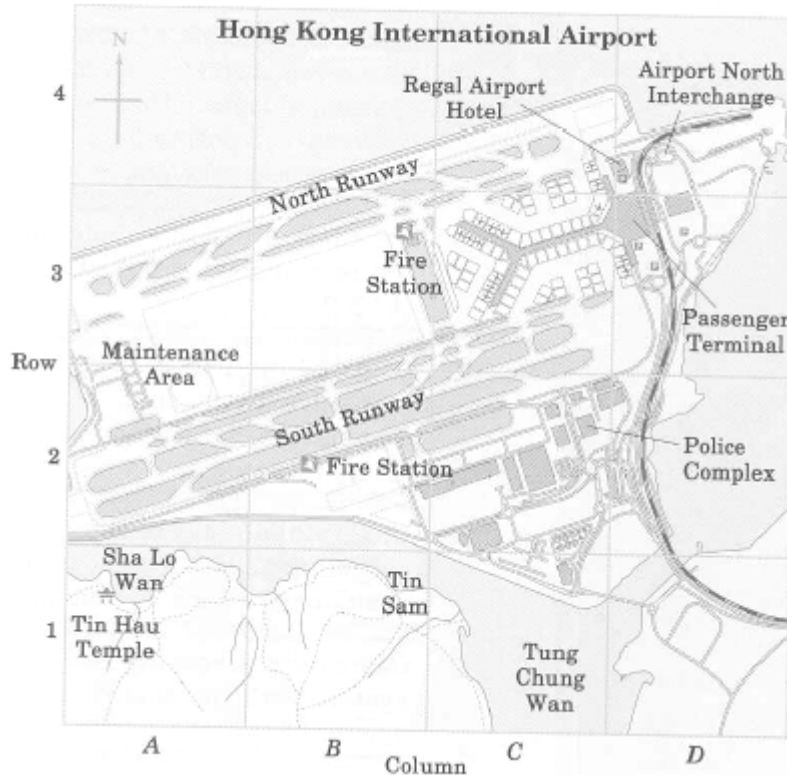 Hong Kong International Airport
N
4
Regal Airport
Hotel
Airport North
Interchange
North Runway
3
Fire
Station
Passenger
Terminal
Row
Maintenance
Area
South Runway
2
Fire Station
Police
Complex
Sha Lo
Wan
Tin
Sam
1
Tin Hau
Temple
Tung
Chung
Wan
A
B
C
D
Column